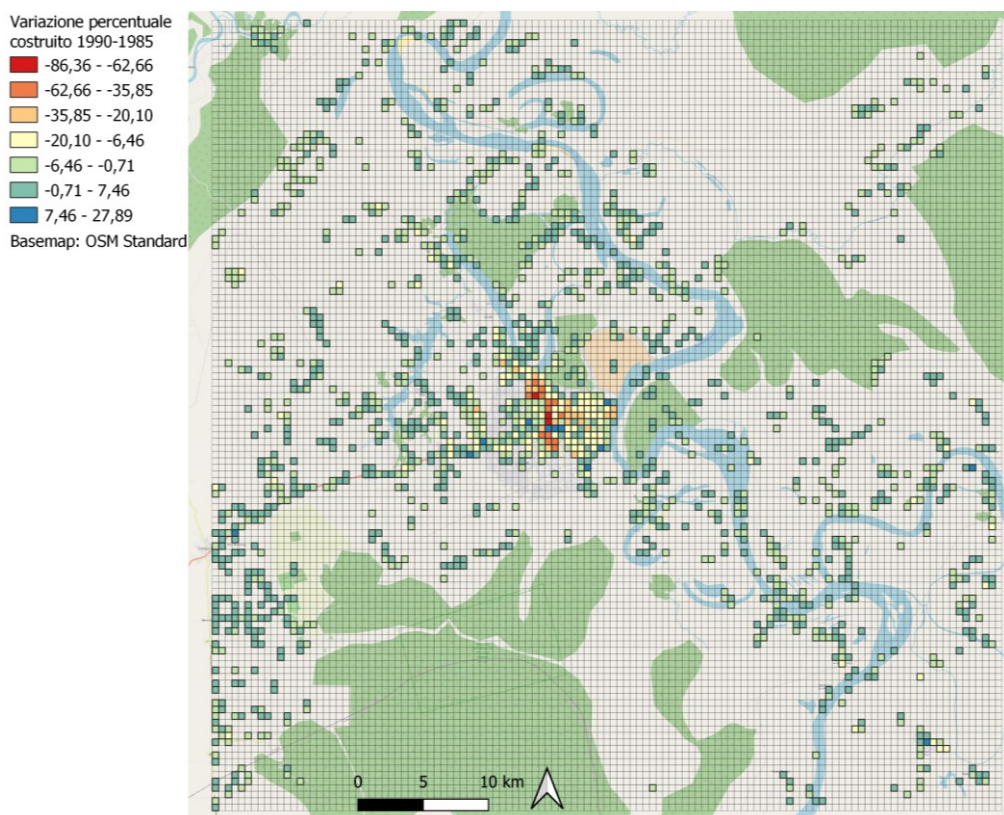 Variazione percentuale
costruito 1990-1985
-86,36 - -62,66
-62,66 - -35,85
-35,85 - -20,10
-20,10 - -6,46
-6,46 - -0,71
-0,71 - 7,46
7,46 - 27,89
Basemap: OSM Standard
0 5 10 km